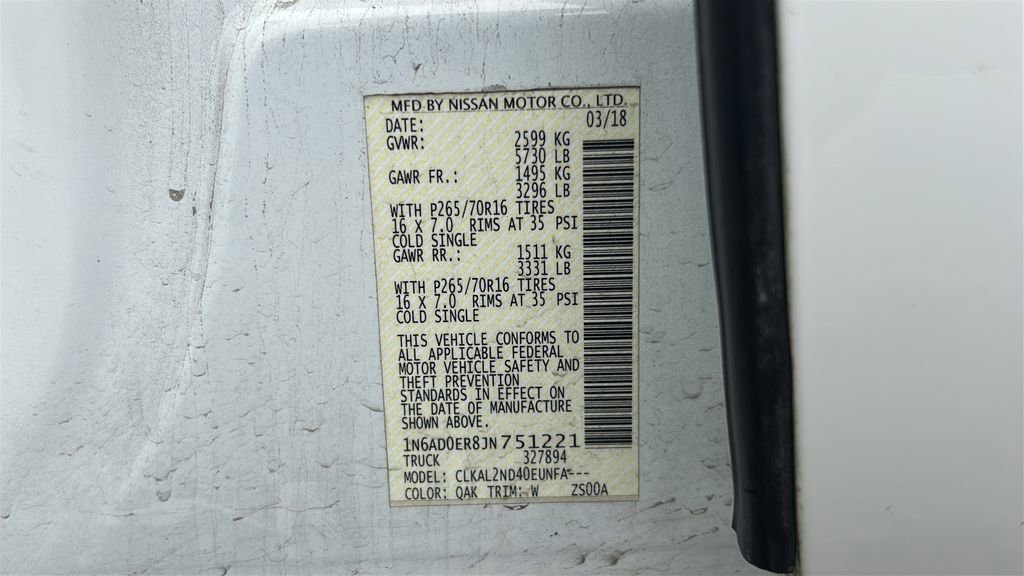 MFD BY NISSAN MOTOR CO., LTD.
DATE: 03/18
GVWR: 2599 KG
5730 LB
GAWR FR.: 1495 KG
3296 LB
WITH P265/70R16 TIRES
16 X 7.0 RIMS AT 35 PSI
COLD SINGLE
GAWR RR.: 1511 KG
3331 LB
WITH P265/70R16 TIRES
16 X 7.0 RIMS AT 35 PSI
COLD SINGLE
THIS VEHICLE CONFORMS TO
ALL APPLICABLE FEDERAL
MOTOR VEHICLE SAFETY AND
THEFT PREVENTION
STANDARDS IN EFFECT ON
THE DATE OF MANUFACTURE
SHOWN ABOVE.
1N6AD0ER8JN751221
TRUCK 327894
MODEL: CLKAL2ND40EUNFA---
COLOR: QAK TRIM: W ZS00A